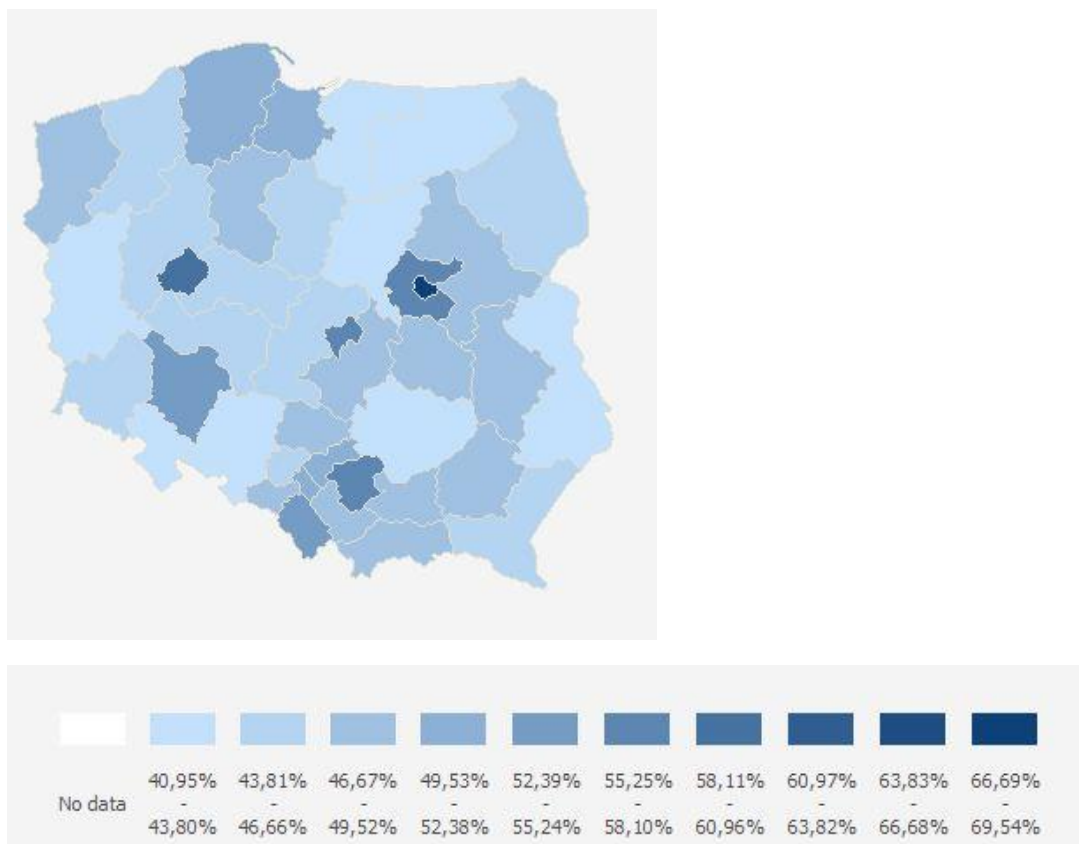 40,95% 43,81% 46,67% 49,53% 52,39% 55,25% 58,11% 60,97% 63,83% 66,69%
No data - - - - - - - - - -
43,80% 46,66% 49,52% 52,38% 55,24% 58,10% 60,96% 63,82% 66,68% 69,54%